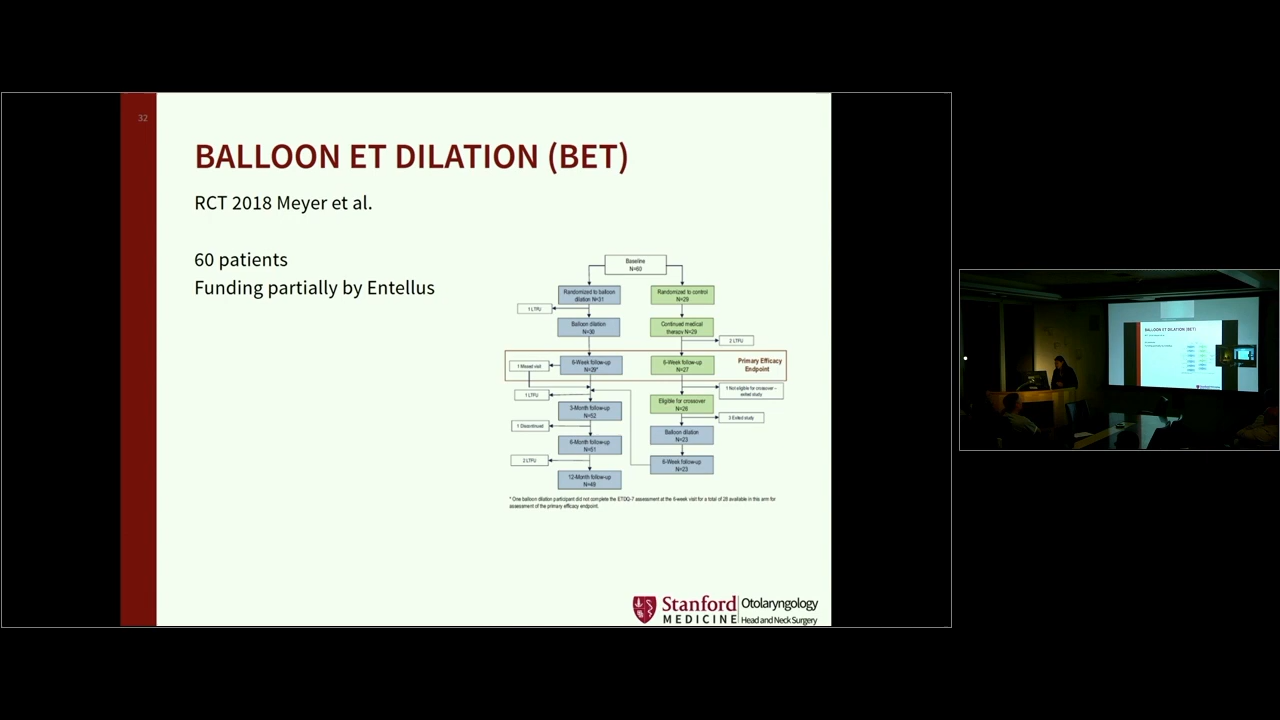 32
BALLOON ET DILATION (BET)
RCT 2018 Meyer et al.
60 patients
Funding partially by Entellus
Baseline
N=60
Randomized to balloon
dilation N=31
Randomized to control
N=29
1 LTFU
Balloon dilation
N=30
Continued medical
therapy N=29
2 LTFU
1 Missed visit
6-Week follow-up
N=29*
6-Week follow-up
N=27
Primary Efficacy
Endpoint
1 Not eligible for crossover -
exited study
1 LTFU
Eligible for crossover
N=26
3-Month follow-up
N=52
3 Exited study
1 Discontinued
Balloon dilation
N=23
6-Month follow-up
N=51
2 LTFU
6-Week follow-up
N=23
12-Month follow-up
N=49
* One balloon dilation participant did not complete the ETDQ-7 assessment at the 6-week visit for a total of 28 available in this arm for
assessment of the primary efficacy endpoint.
Stanford
MEDICINE
Otolaryngology
Head and Neck Surgery
BALLOON ET DILATION (BET)